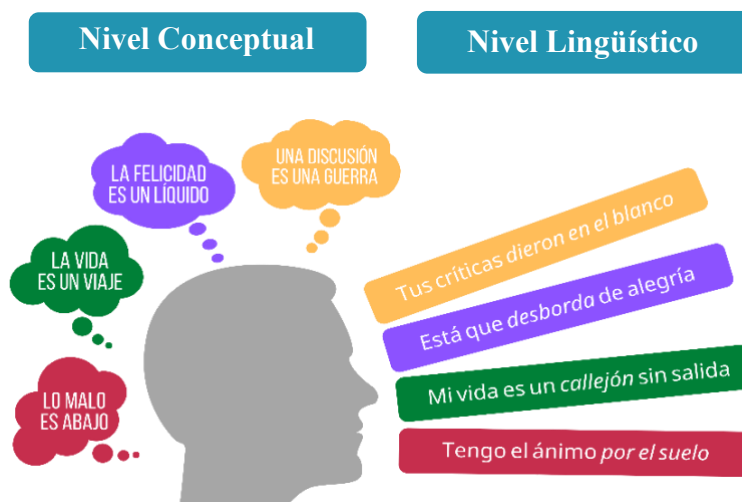 Nivel Conceptual
Nivel Lingüístico
UNA DISCUSIÓN
ES UNA GUERRA
LA FELICIDAD
ES UN LÍQUIDO
LA VIDA
ES UN VIAJE
LO MALO
ES ABAJO
Tus críticas dieron en el blanco
Está que desborda de alegría
Mi vida es un callejón sin salida
Tengo el ánimo por el suelo